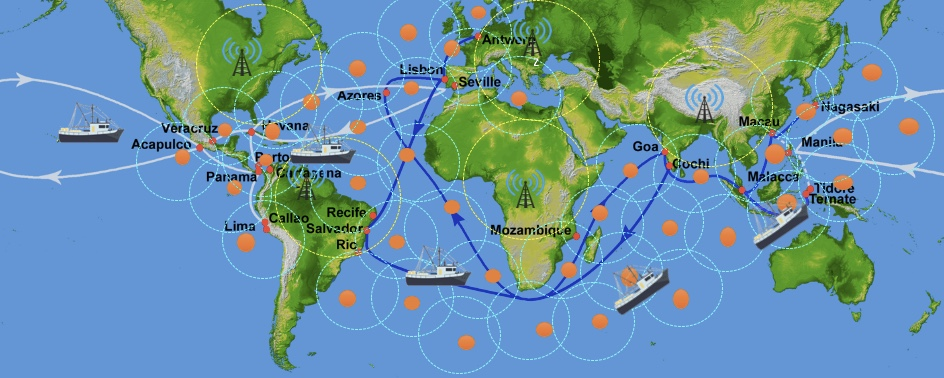 Antwerp
Z
Lisbon
Seville
Azores
Nagasaki
Veracruz
Havana
Macau
Acapulco
Manila
Goa
Porto
Cochi
Panama
Cartagena
Malacca
Tidore
Ternate
Recife
Lima
Callao
Salvador
Mozambique
Rio